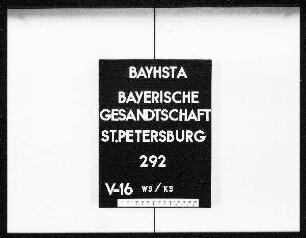 BAYHSTA
BAYERISCHE
GESANDTSCHAFT
ST.PETERSBURG
292
V-16 WS/KS